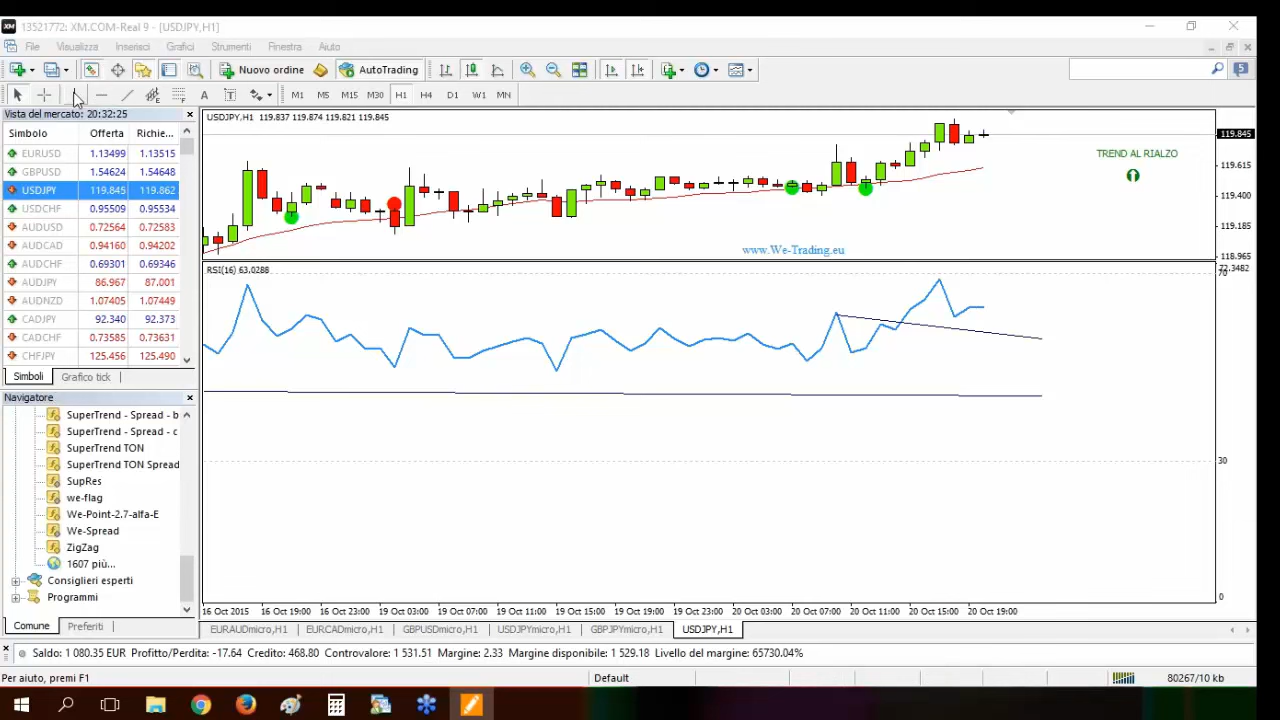 13521772: XM.COM-Real 9 - [USDJPY,H1]
File Visualizza Inserisci Grafici Strumenti Finestra Aiuto
Nuovo ordine AutoTrading 5
A T M1 M5 M15 M30 H1 H4 D1 W1 MN
Vista del mercato: 20:32:25
Simbolo Offerta Richie...
EURUSD 1.13499 1.13515
GBPUSD 1.54624 1.54648
USDJPY 119.845 119.862
USDCHF 0.95509 0.95534
AUDUSD 0.72564 0.72583
AUDCAD 0.94160 0.94202
AUDCHF 0.69301 0.69346
AUDJPY 86.967 87.001
AUDNZD 1.07405 1.07449
CADJPY 92.340 92.373
CADCHF 0.73585 0.73631
CHFJPY 125.456 125.490
Simboli Grafico tick
Navigatore
SuperTrend - Spread - b
SuperTrend - Spread - c
SuperTrend TON
SuperTrend TON Spread
SupRes
we-flag
We-Point-2.7-alfa-E
We-Spread
ZigZag
1607 più...
Consiglieri esperti
Programmi
Comune Preferiti
USDJPY,H1 119.837 119.874 119.821 119.845
TREND AL RIALZO
www.We-Trading.eu
119.845
119.615
119.400
119.185
118.965
RSI(16) 63.0288
72.3482
70
30
0
16 Oct 2015 16 Oct 19:00 16 Oct 23:00 19 Oct 03:00 19 Oct 07:00 19 Oct 11:00 19 Oct 15:00 19 Oct 19:00 19 Oct 23:00 20 Oct 03:00 20 Oct 07:00 20 Oct 11:00 20 Oct 15:00 20 Oct 19:00
EURAUDmicro,H1 EURCADmicro,H1 GBPUSDmicro,H1 USDJPYmicro,H1 GBPJPYmicro,H1 USDJPY,H1
Saldo: 1 080.35 EUR Profitto/Perdita: -17.64 Credito: 468.80 Controvalore: 1 531.51 Margine: 2.33 Margine disponibile: 1 529.18 Livello del margine: 65730.04%
Per aiuto, premi F1 Default 80267/10 kb